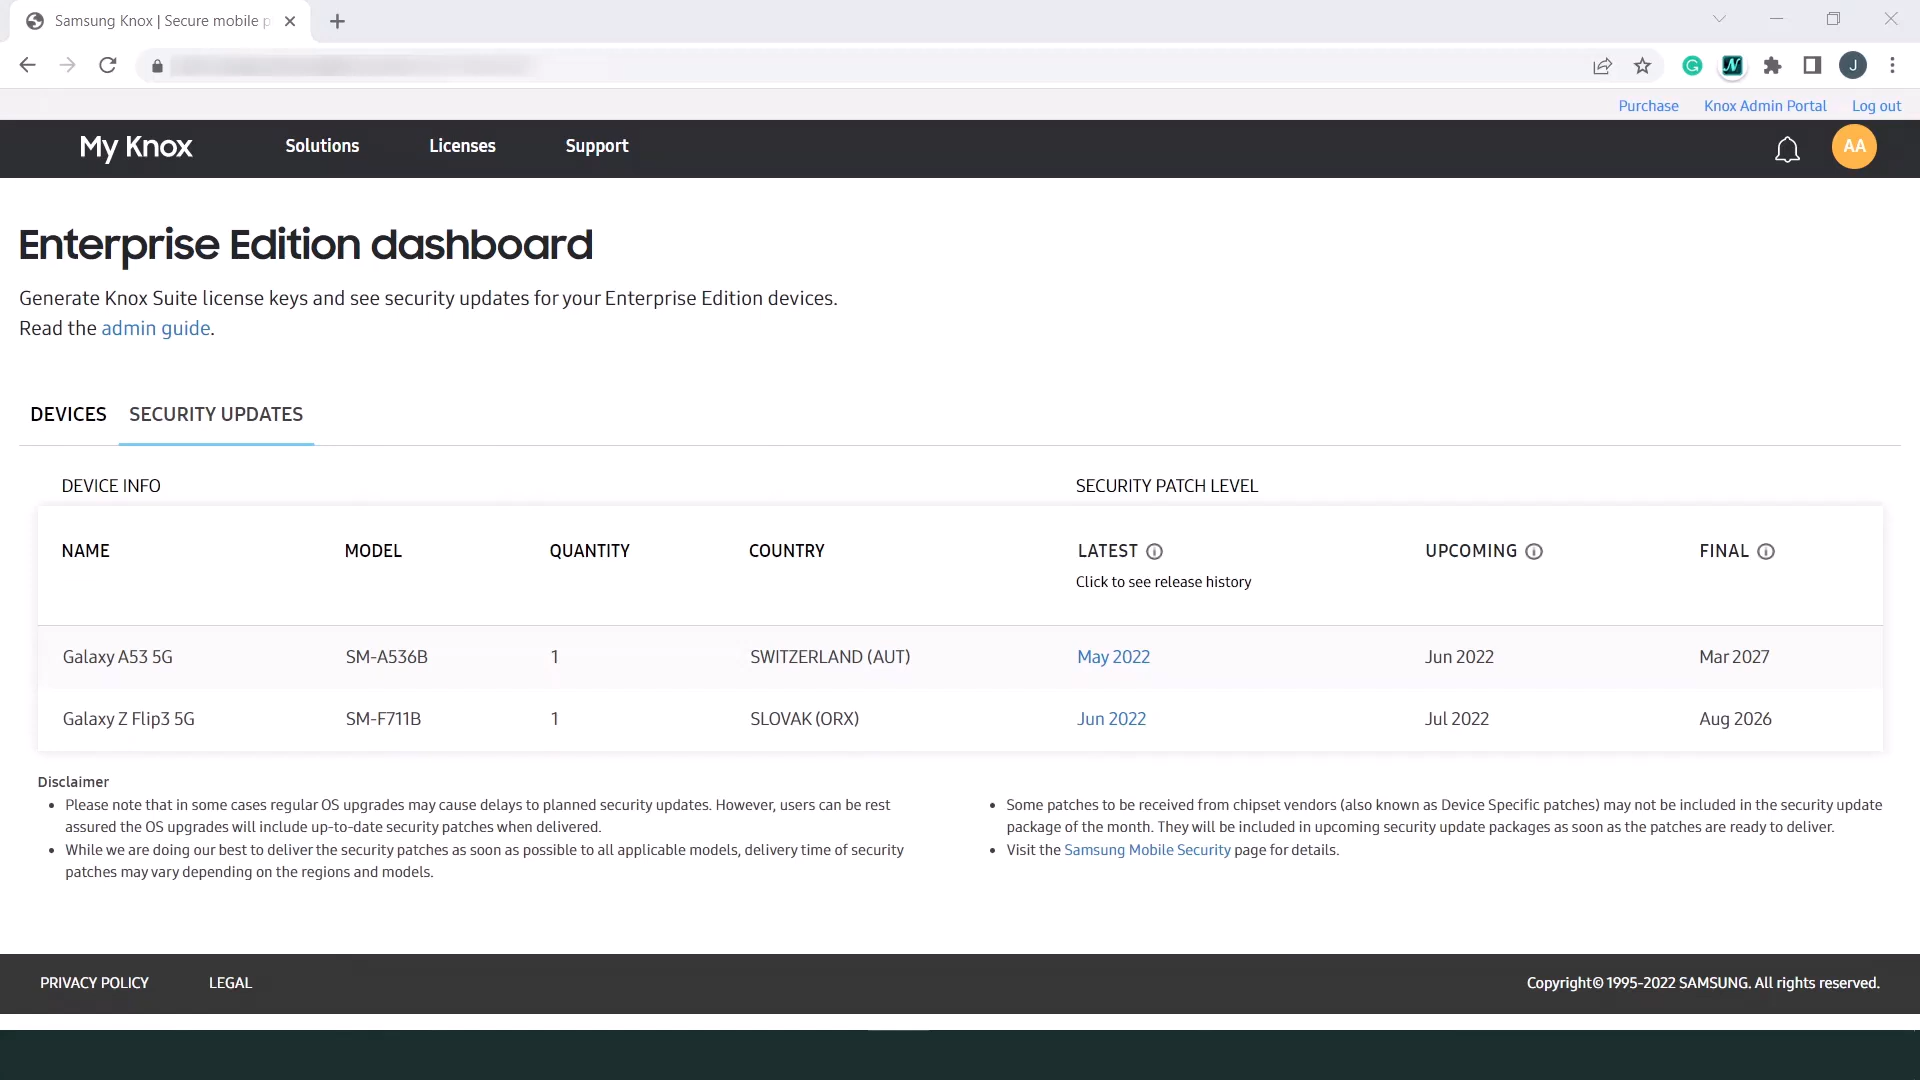 Samsung Knox | Secure mobile p
Purchase Knox Admin Portal Log out
My Knox Solutions Licenses Support AA
J
Enterprise Edition dashboard
Generate Knox Suite license keys and see security updates for your Enterprise Edition devices.
Read the admin guide.
DEVICES SECURITY UPDATES
DEVICE INFO SECURITY PATCH LEVEL
NAME MODEL QUANTITY COUNTRY LATEST UPCOMING FINAL
Click to see release history
Galaxy A53 5G SM-A536B 1 SWITZERLAND (AUT) May 2022 Jun 2022 Mar 2027
Galaxy Z Flip3 5G SM-F711B 1 SLOVAK (ORX) Jun 2022 Jul 2022 Aug 2026
Disclaimer
• Please note that in some cases regular OS upgrades may cause delays to planned security updates. However, users can be rest
assured the OS upgrades will include up-to-date security patches when delivered.
• While we are doing our best to deliver the security patches as soon as possible to all applicable models, delivery time of security
patches may vary depending on the regions and models.
• Some patches to be received from chipset vendors (also known as Device Specific patches) may not be included in the security update
package of the month. They will be included in upcoming security update packages as soon as the patches are ready to deliver.
• Visit the Samsung Mobile Security page for details.
PRIVACY POLICY LEGAL Copyright© 1995-2022 SAMSUNG. All rights reserved.